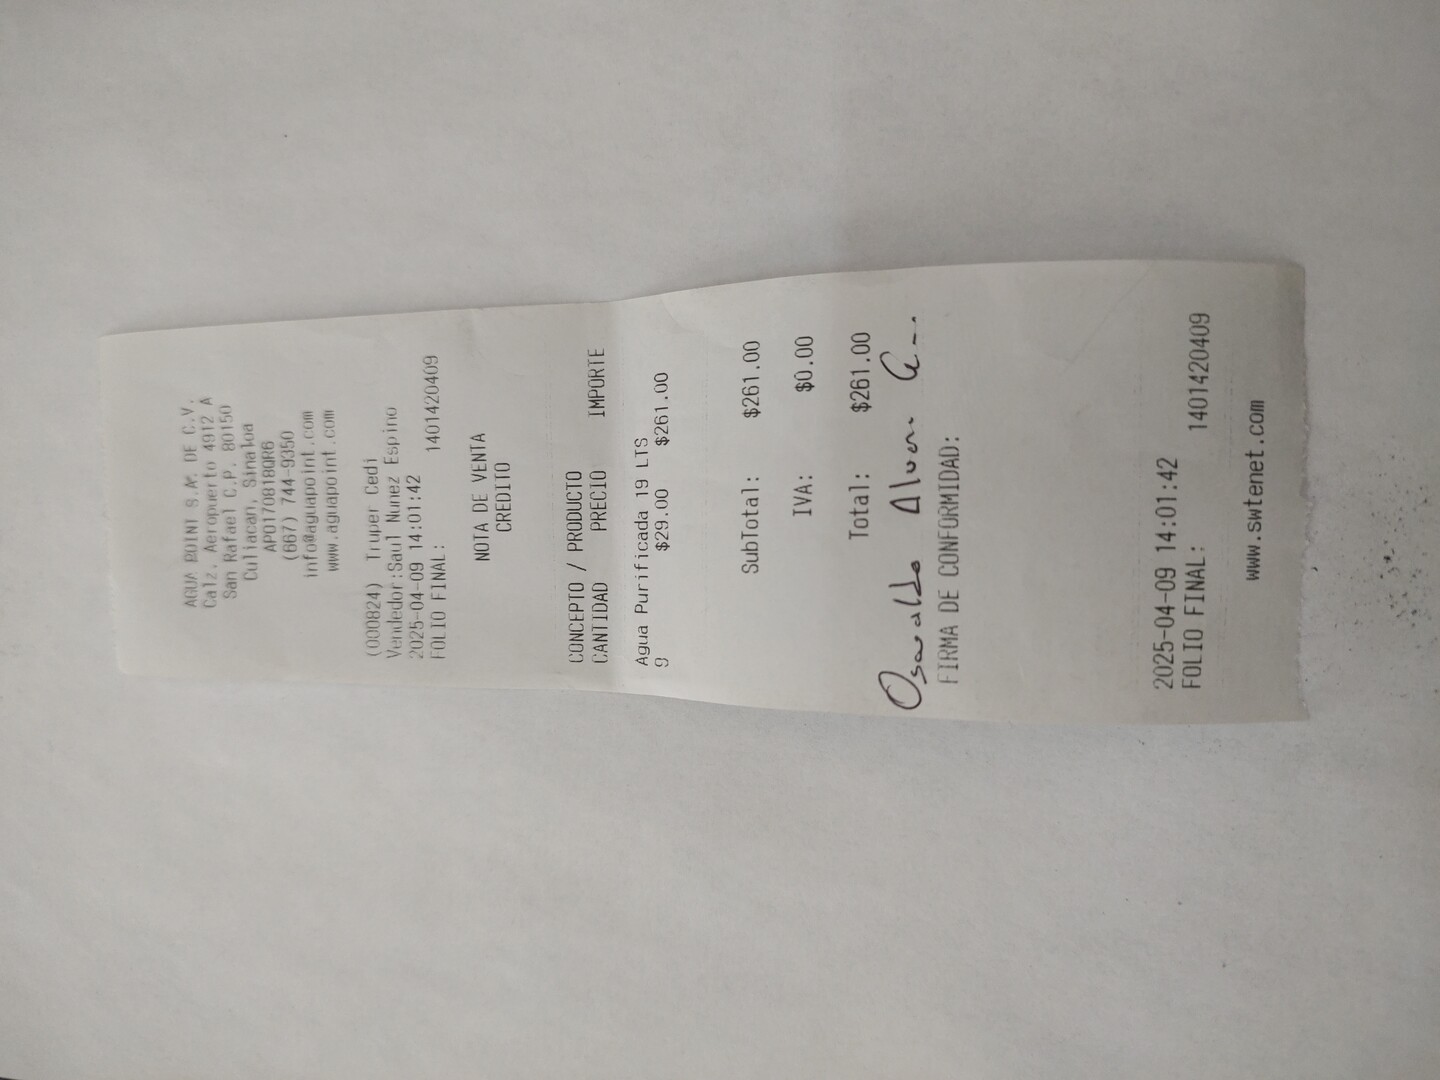 AGUA POINT S.A. DE C.V.
Calz. Aeropuerto 4912 A
San Rafael C.P. 80150
Culiacan, Sinaloa
APO170818QR6
(667) 744-9350
info@aguapoint.com
www.aguapoint.com
(000824) Truper Cedi
Vendedor:Saul Nunez Espino
2025-04-09 14:01:42
FOLIO FINAL: 1401420409
NOTA DE VENTA
CREDITO
CONCEPTO / PRODUCTO
CANTIDAD PRECIO IMPORTE
Agua Purificada 19 LTS
9 $29.00 $261.00
SubTotal: $261.00
IVA: $0.00
Total: $261.00
Osvaldo
FIRMA DE CONFORMIDAD:
2025-04-09 14:01:42
FOLIO FINAL: 1401420409
www.swtenet.com